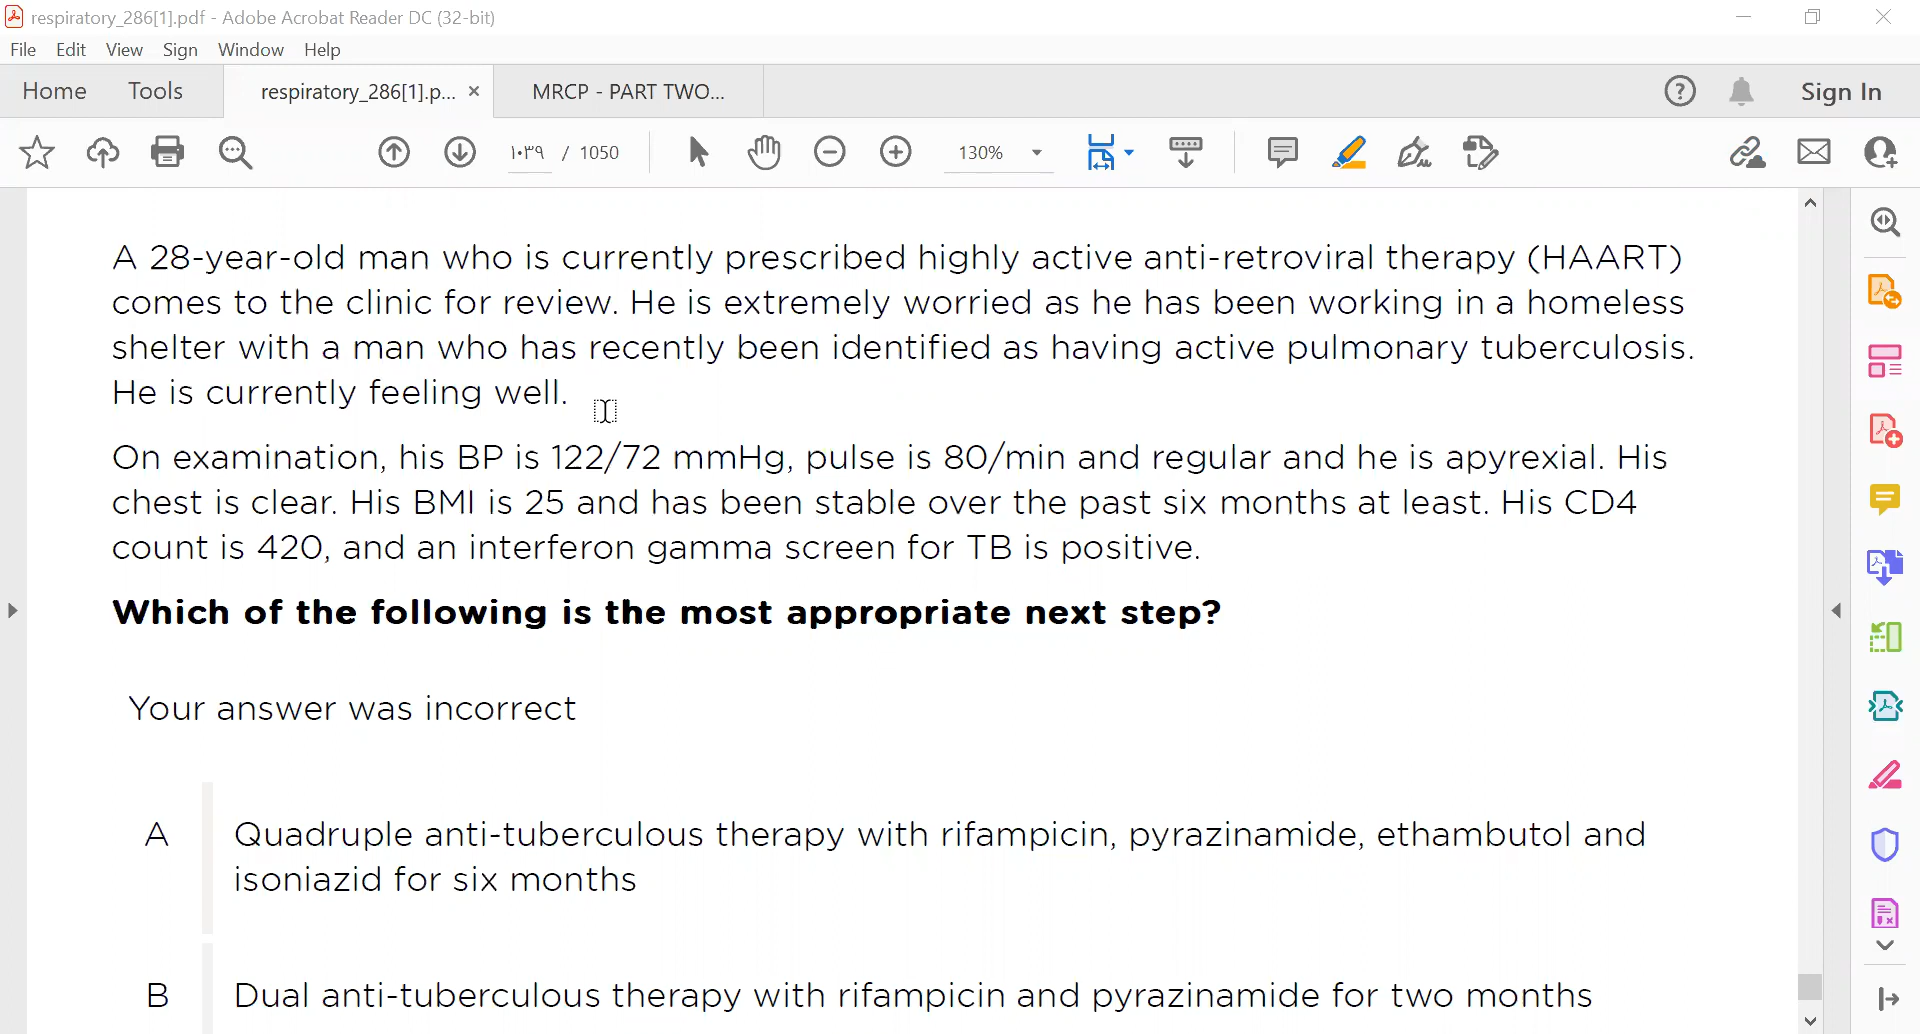 respiratory_286[1].pdf - Adobe Acrobat Reader DC (32-bit)
File Edit View Sign Window Help
Home Tools respiratory_286[1].p... × MRCP - PART TWO... Sign In
١٠٣٩ / 1050 130%
A 28-year-old man who is currently prescribed highly active anti-retroviral therapy (HAART)
comes to the clinic for review. He is extremely worried as he has been working in a homeless
shelter with a man who has recently been identified as having active pulmonary tuberculosis.
He is currently feeling well.
On examination, his BP is 122/72 mmHg, pulse is 80/min and regular and he is apyrexial. His
chest is clear. His BMI is 25 and has been stable over the past six months at least. His CD4
count is 420, and an interferon gamma screen for TB is positive.
Which of the following is the most appropriate next step?
Your answer was incorrect
A Quadruple anti-tuberculous therapy with rifampicin, pyrazinamide, ethambutol and
isoniazid for six months
B Dual anti-tuberculous therapy with rifampicin and pyrazinamide for two months